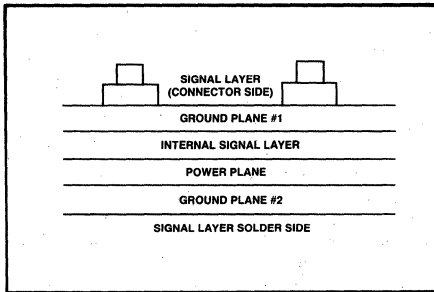 SIGNAL LAYER
(CONNECTOR SIDE)
GROUND PLANE #1
INTERNAL SIGNAL LAYER
POWER PLANE
GROUND PLANE #2
SIGNAL LAYER SOLDER SIDE